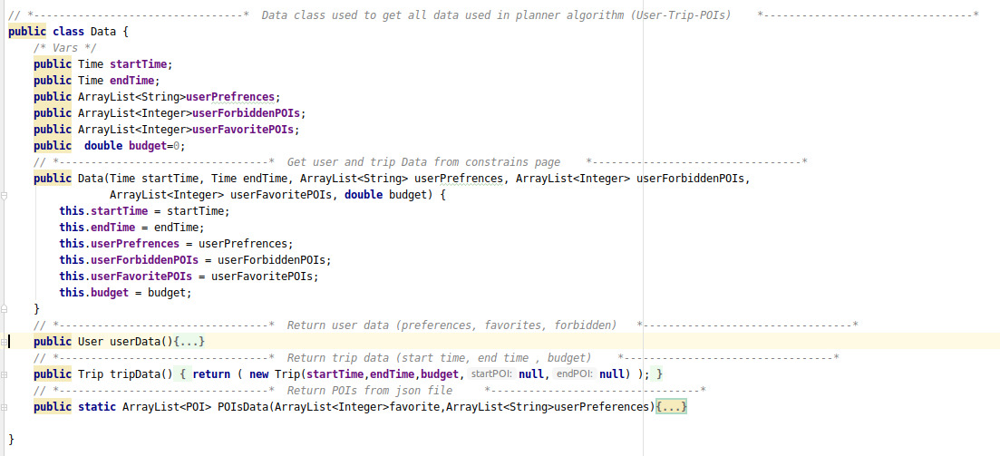 // *---------------------------------* Data class used to get all data used in planner algorithm (User-Trip-POIs) *---------------------------------*
public class Data {
/* Vars */
public Time startTime;
public Time endTime;
public ArrayList<String>userPrefrences;
public ArrayList<Integer>userForbiddenPOIs;
public ArrayList<Integer>userFavoritePOIs;
public double budget=0;
// *---------------------------------* Get user and trip Data from constrains page *---------------------------------*
public Data(Time startTime, Time endTime, ArrayList<String> userPrefrences, ArrayList<Integer> userForbiddenPOIs,
ArrayList<Integer> userFavoritePOIs, double budget) {
this.startTime = startTime;
this.endTime = endTime;
this.userPrefrences = userPrefrences;
this.userForbiddenPOIs = userForbiddenPOIs;
this.userFavoritePOIs = userFavoritePOIs;
this.budget = budget;
}
// *---------------------------------* Return user data (preferences, favorites, forbidden) *---------------------------------*
public User userData(){...}
// *---------------------------------* Return trip data (start time, end time , budget) *---------------------------------*
public Trip tripData() { return ( new Trip(startTime,endTime,budget, startPOI: null, endPOI: null) ); }
// *---------------------------------* Return POIs from json file *---------------------------------*
public static ArrayList<POI> POIsData(ArrayList<Integer>favorite,ArrayList<String>userPreferences){...}
}